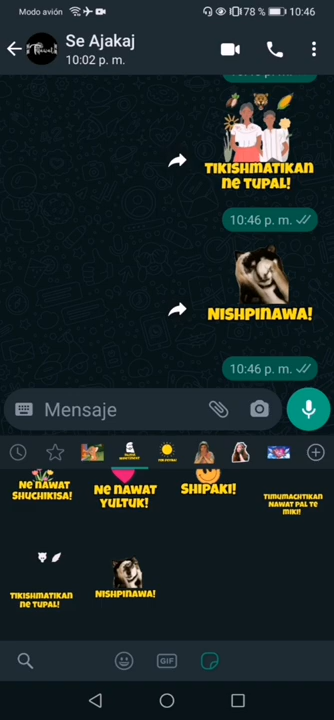 Modo avión 78 % 10:46
Se Ajakaj
10:02 p. m.
TIKISHMATIKAN
Ne TUPAL!
10:46 p. m.
NISHPINAWA!
10:46 p. m.
Mensaje
Ne NAWAT
SHUCHIKISA!
Ne NAWAT
YULTUK!
SHIPAKI!
TIMUMACHTIKAN
NAWAT PAL TE
MIKI!
TIKISHMATIKAN
Ne TUPAL!
NISHPINAWA!
GIF